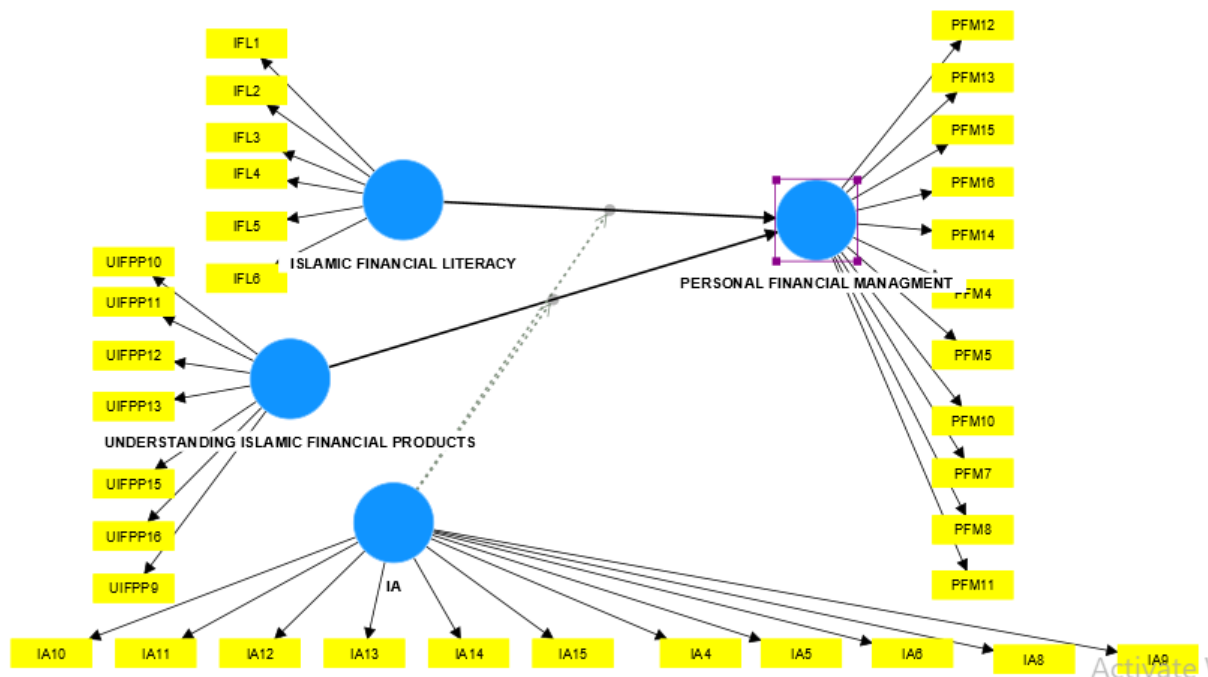 PFM12
IFL1
PFM13
IFL2
PFM15
IFL3
IFL4
PFM16
IFL5
PFM14
UIFPP10
ISLAMIC FINANCIAL LITERACY
IFL6
PERSONAL FINANCIAL MANAGMENT
PFM4
UIFPP11
UIFPP12
PFM5
UIFPP13
PFM10
UNDERSTANDING ISLAMIC FINANCIAL PRODUCTS
PFM7
UIFPP15
PFM8
UIFPP16
IA
UIFPP9
PFM11
IA10
IA11
IA12
IA13
IA14
IA15
IA4
IA5
IA6
IA8
IA9
Activate